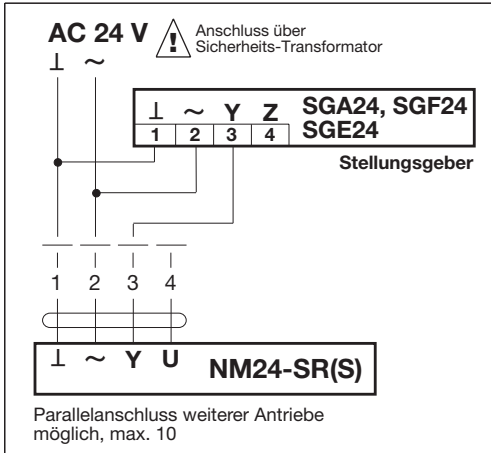 AC 24 V
Anschluss über
Sicherheits-Transformator
⊥ ~
⊥ ~ Y Z
SGA24, SGF24
1 2 3 4
SGE24
Stellungsgeber
1 2 3 4
⊥ ~ Y U
NM24-SR(S)
Parallelanschluss weiterer Antriebe
möglich, max. 10